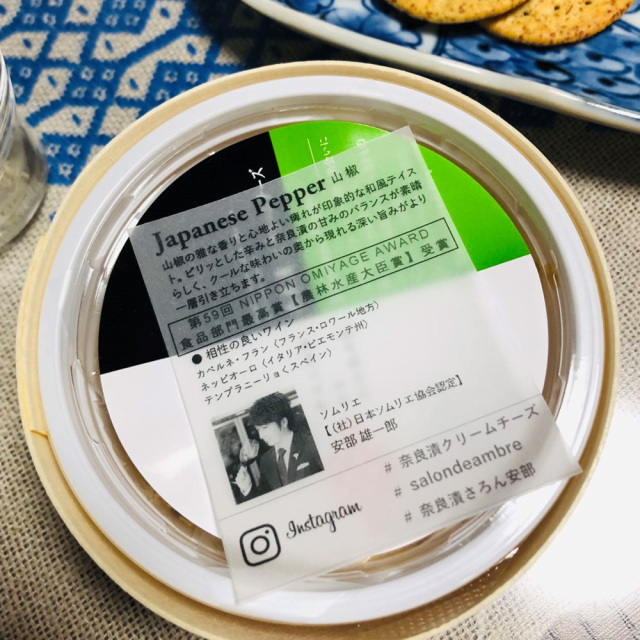 Japanese Pepper 山椒
山椒の雅な香りと心地よい痺れが印象的な和風テイス
ト。ピリッとした辛みと奈良漬の甘みのバランスが素晴
らしく、クールな味わいの奥から現れる深い旨みがより
一層引き立ちます。
第59回 NIPPON OMIYAGE AWARD
食品部門最高賞【農林水産大臣賞】受賞
● 相性の良いワイン
カベルネ・フラン（フランス・ロワール地方）
ネッビオーロ（イタリア・ピエモンテ州）
テンプラニーリョ（スペイン）
ソムリエ
【(社)日本ソムリエ協会認定】
安部 雄一郎
Instagram
# 奈良漬クリームチーズ
# salondeambre
# 奈良漬さろん安部